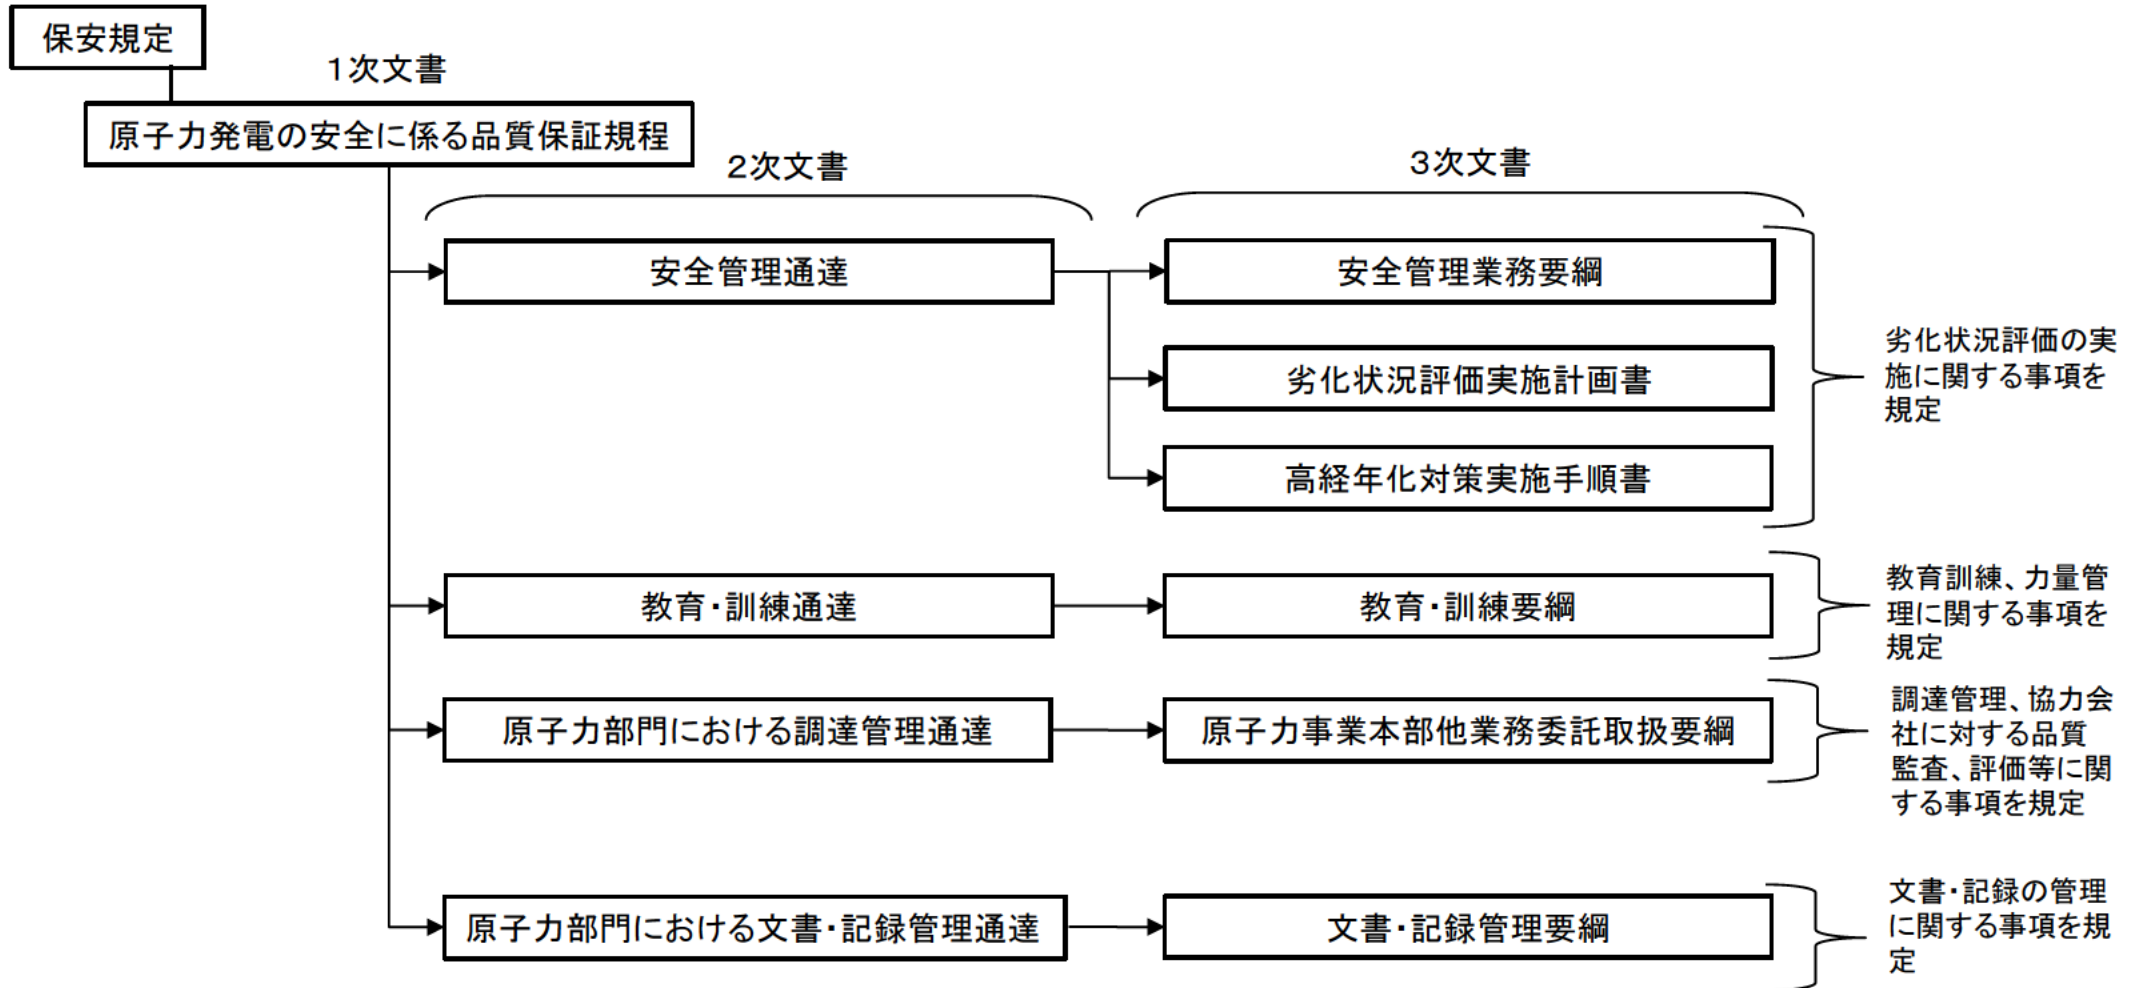 保安規定
１次文書
原子力発電の安全に係る品質保証規程
２次文書
３次文書
安全管理通達
安全管理業務要綱
劣化状況評価実施計画書
高経年化対策実施手順書
劣化状況評価の実
施に関する事項を
規定
教育・訓練通達
教育・訓練要綱
教育訓練、力量管
理に関する事項を
規定
原子力部門における調達管理通達
原子力事業本部他業務委託取扱要綱
調達管理、協力会
社に対する品質
監査、評価等に関
する事項を規定
原子力部門における文書・記録管理通達
文書・記録管理要綱
文書・記録の管理
に関する事項を規
定